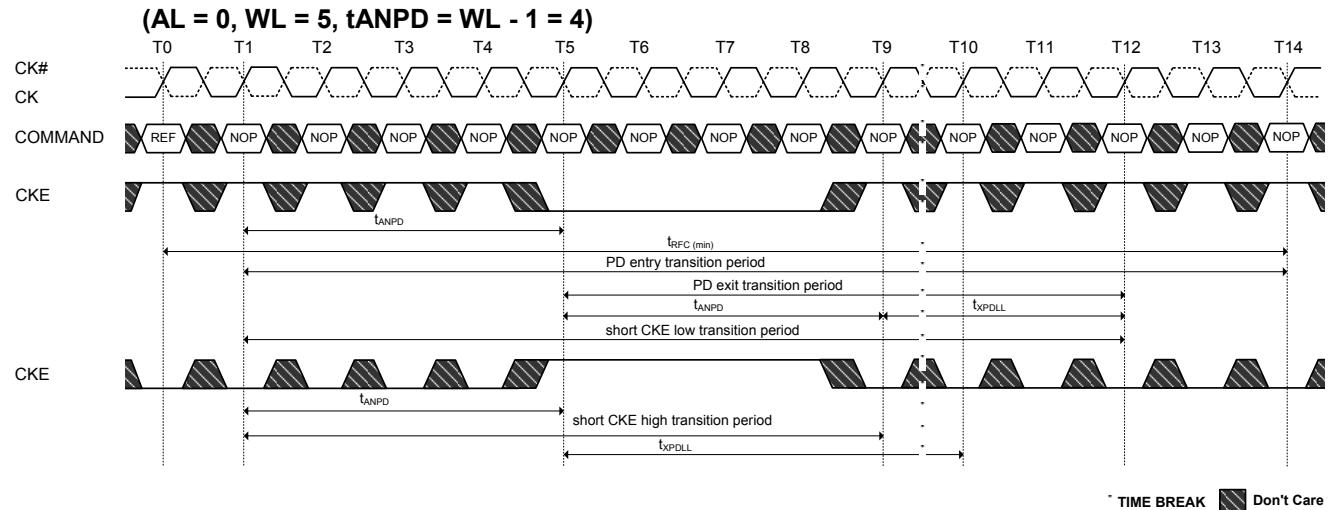 (AL = 0, WL = 5, tANPD = WL - 1 = 4)
T0 T1 T2 T3 T4 T5 T6 T7 T8 T9 T10 T11 T12 T13 T14
CK#
CK
COMMAND REF NOP NOP NOP NOP NOP NOP NOP NOP NOP NOP NOP NOP NOP NOP
CKE
tANPD
tRFC (min)
PD entry transition period
PD exit transition period
tANPD tXPDLL
short CKE low transition period
CKE
tANPD
short CKE high transition period
tXPDLL
TIME BREAK Don't Care